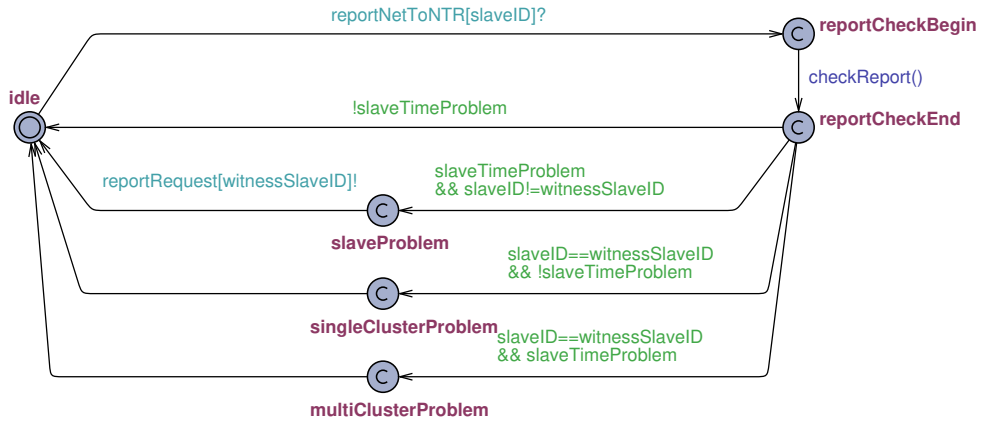 reportNetToNTR[slaveID]?
C
reportCheckBegin
checkReport()
idle
!slaveTimeProblem
C
reportCheckEnd
reportRequest[witnessSlaveID]!
slaveTimeProblem
&& slaveID!=witnessSlaveID
C
slaveProblem
slaveID==witnessSlaveID
&& !slaveTimeProblem
C
singleClusterProblem
slaveID==witnessSlaveID
&& slaveTimeProblem
C
multiClusterProblem